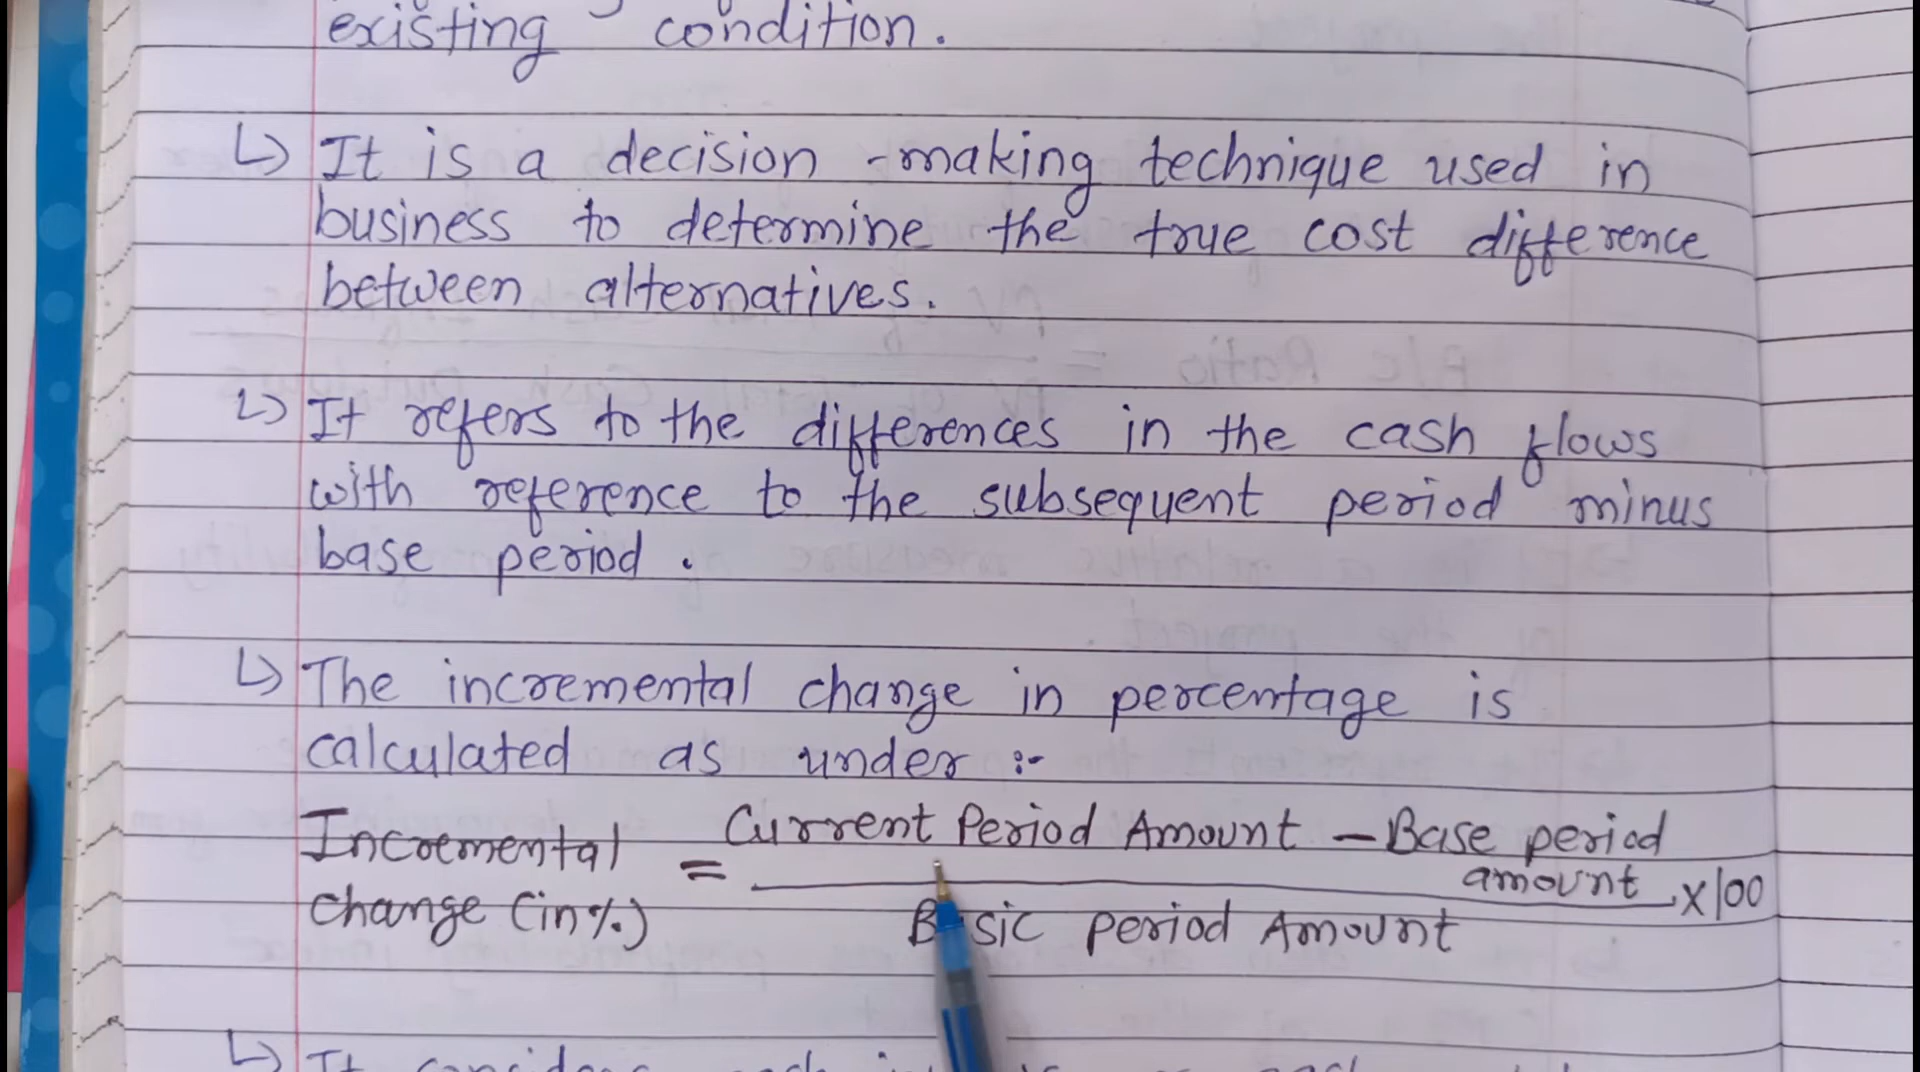 existing condition.
↳ It is a decision-making technique used in
business to determine the true cost difference
between alternatives.
↳ It refers to the differences in the cash flows
with reference to the subsequent period minus
base period.
↳ The incremental change in percentage is
calculated as under :-
Incremental change (in %) = Current Period Amount – Base period amount × 100
Basic period Amount
↳ It